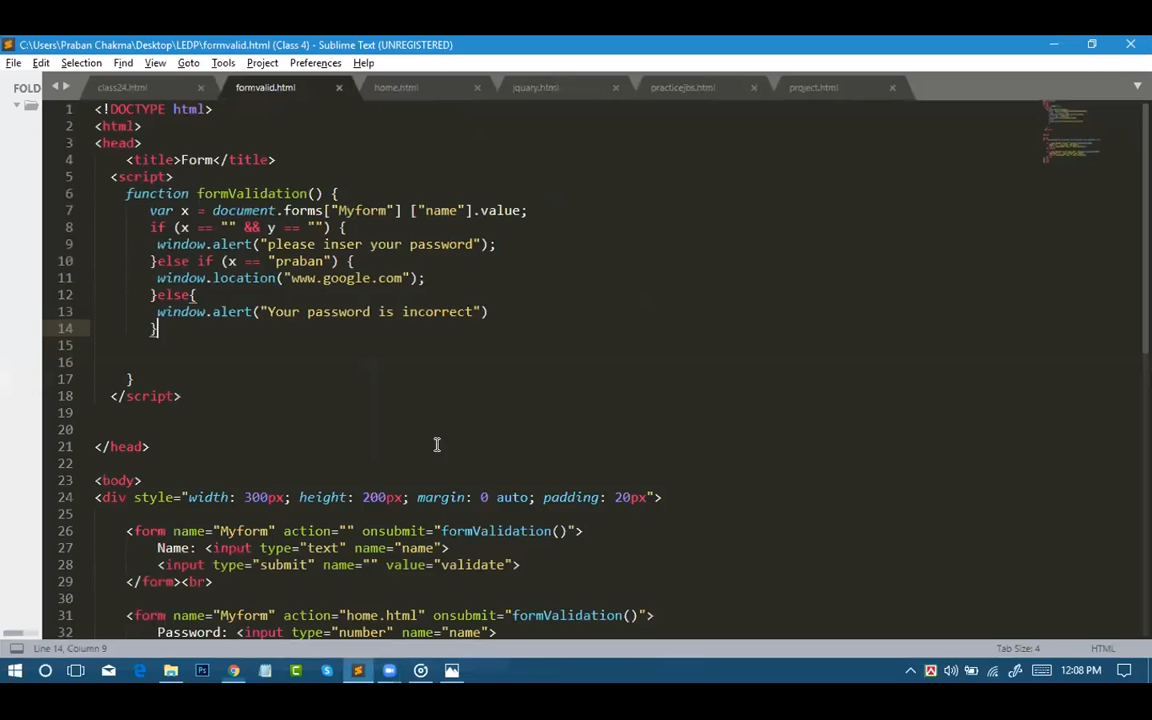 C:\Users\Praban Chakma\Desktop\LEDP\formvalid.html (Class 4) - Sublime Text (UNREGISTERED)
File Edit Selection Find View Goto Tools Project Preferences Help
FOLD class24.html formvalid.html home.html jquary.html practicejbs.html project.html
1 <!DOCTYPE html>
2 <html>
3 <head>
4 <title>Form</title>
5 <script>
6 function formValidation() {
7 var x = document.forms["Myform"] ["name"].value;
8 if (x == "" && y == "") {
9 window.alert("please inser your password");
10 }else if (x == "praban") {
11 window.location("www.google.com");
12 }else{
13 window.alert("Your password is incorrect")
14 }
15
16
17 }
18 </script>
19
20
21 </head>
22
23 <body>
24 <div style="width: 300px; height: 200px; margin: 0 auto; padding: 20px">
25
26 <form name="Myform" action="" onsubmit="formValidation()">
27 Name: <input type="text" name="name">
28 <input type="submit" name="" value="validate">
29 </form><br>
30
31 <form name="Myform" action="home.html" onsubmit="formValidation()">
32 Password: <input type="number" name="name">
Line 14, Column 9 Tab Size: 4 HTML
12:08 PM